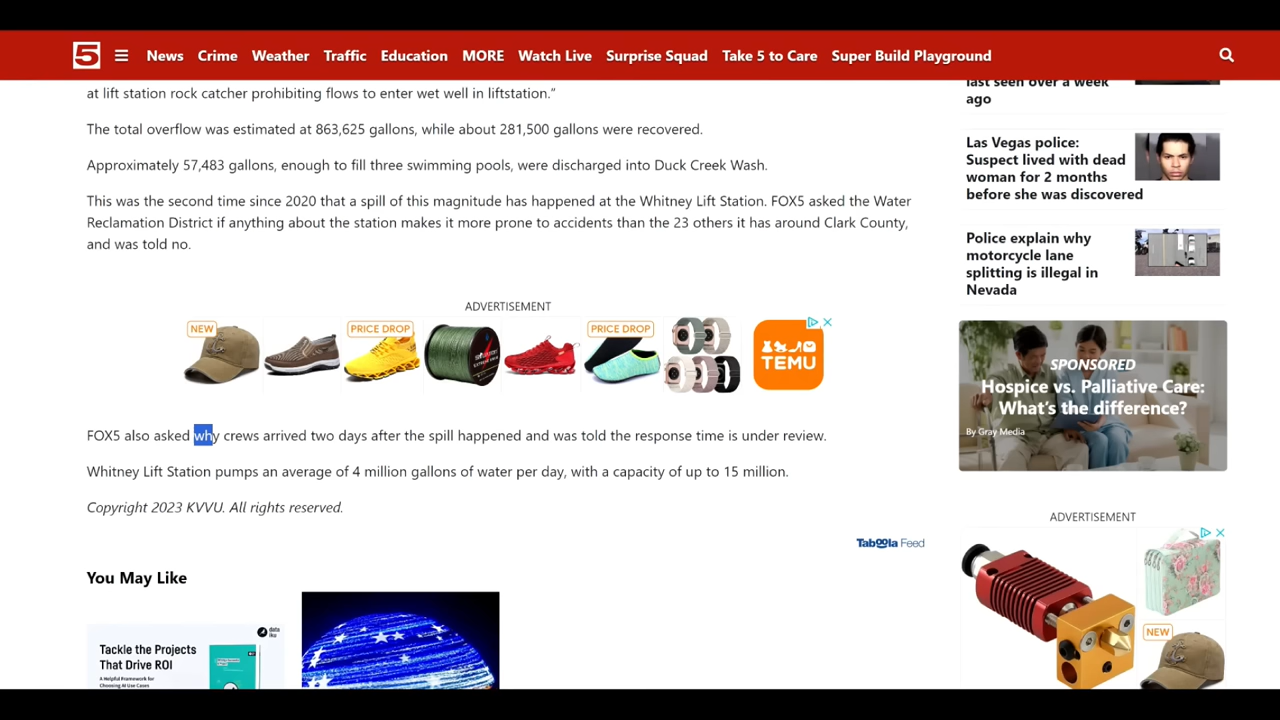 5
News Crime Weather Traffic Education MORE Watch Live Surprise Squad Take 5 to Care Super Build Playground
at lift station rock catcher prohibiting flows to enter wet well in liftstation.”
The total overflow was estimated at 863,625 gallons, while about 281,500 gallons were recovered.
Approximately 57,483 gallons, enough to fill three swimming pools, were discharged into Duck Creek Wash.
This was the second time since 2020 that a spill of this magnitude has happened at the Whitney Lift Station. FOX5 asked the Water
Reclamation District if anything about the station makes it more prone to accidents than the 23 others it has around Clark County,
and was told no.
ADVERTISEMENT
NEW
PRICE DROP
PRICE DROP
TEMU
FOX5 also asked why crews arrived two days after the spill happened and was told the response time is under review.
Whitney Lift Station pumps an average of 4 million gallons of water per day, with a capacity of up to 15 million.
Copyright 2023 KVVU. All rights reserved.
Taboola Feed
You May Like
data
iku
Tackle the Projects
That Drive ROI
A Helpful Framework for
Choosing AI Use Cases
last seen over a week
ago
Las Vegas police:
Suspect lived with dead
woman for 2 months
before she was discovered
Police explain why
motorcycle lane
splitting is illegal in
Nevada
SPONSORED
Hospice vs. Palliative Care:
What's the difference?
By Gray Media
ADVERTISEMENT
NEW